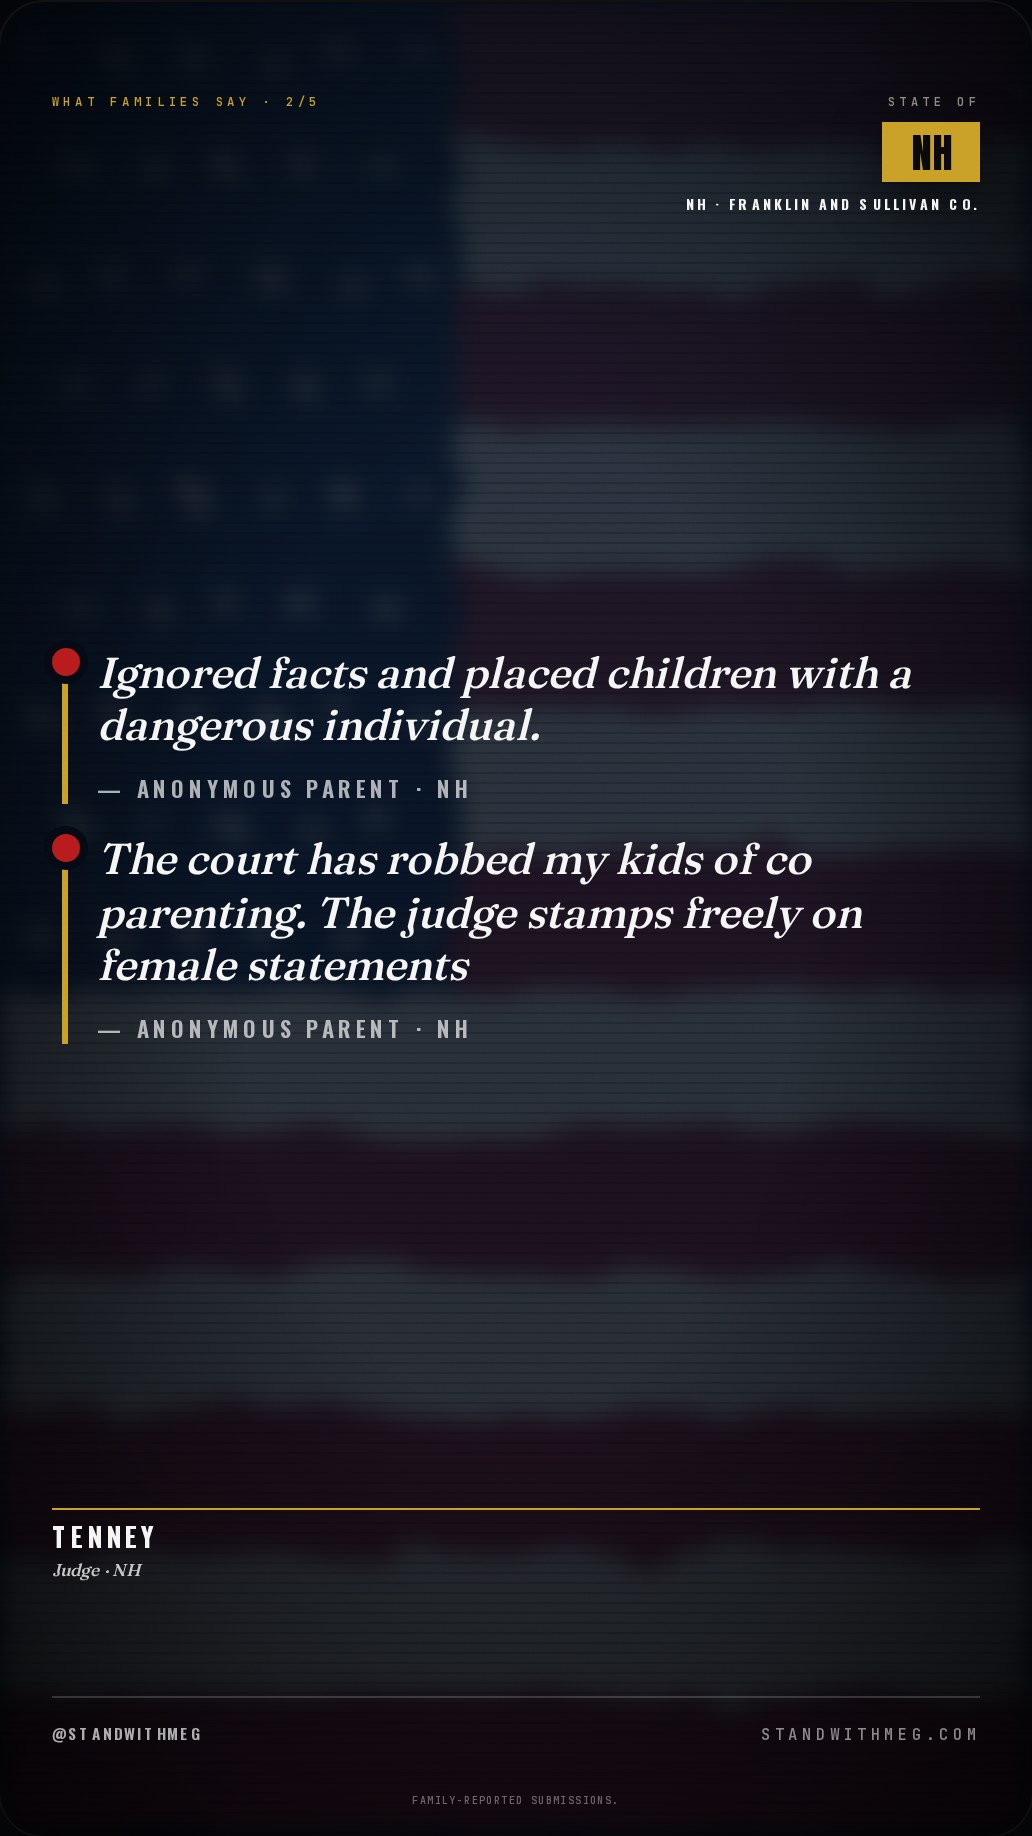 WHAT FAMILIES SAY · 2/5
STATE OF
NH
NH · FRANKLIN AND SULLIVAN CO.
Ignored facts and placed children with a
dangerous individual.
— ANONYMOUS PARENT · NH
The court has robbed my kids of co
parenting. The judge stamps freely on
female statements
— ANONYMOUS PARENT · NH
TENNEY
Judge · NH
@STANDWITHMEG
STANDWITHMEG.COM
FAMILY-REPORTED SUBMISSIONS.